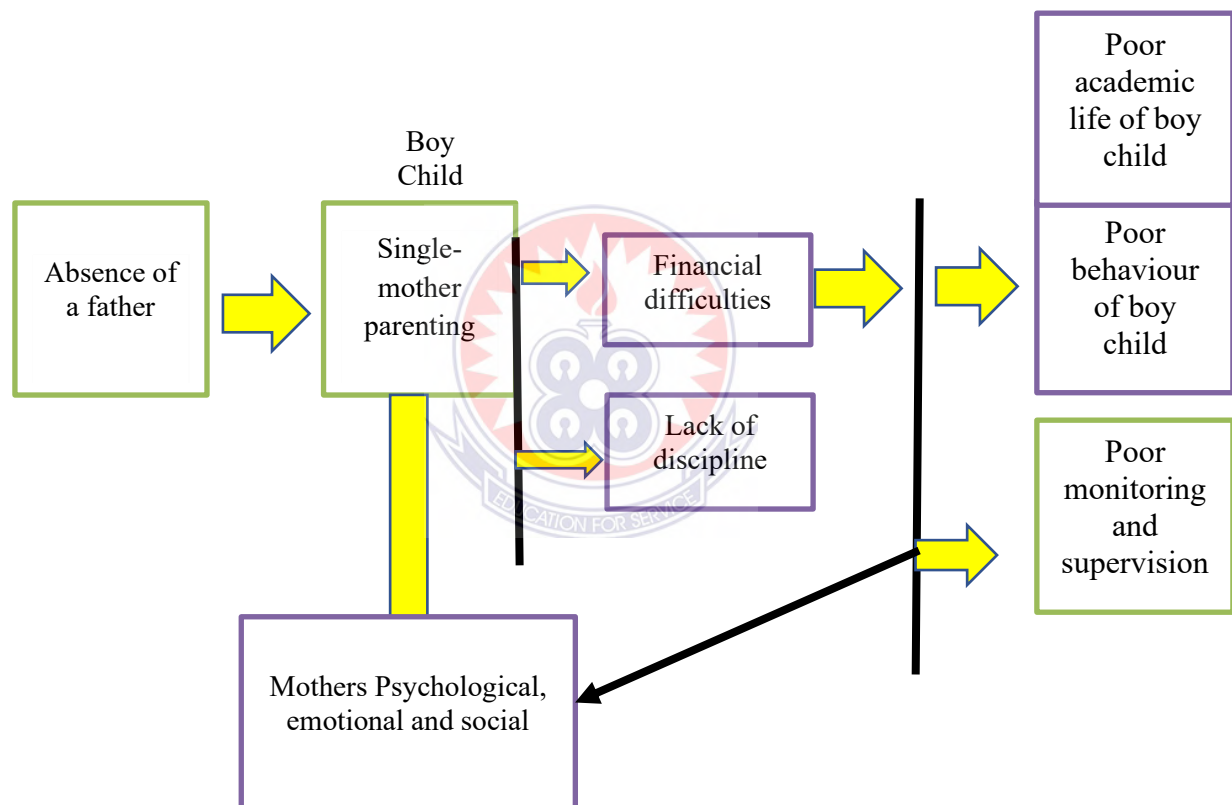 Absence of
a father
Boy
Child
Single-
mother
parenting
Financial
difficulties
Lack of
discipline
Mothers Psychological,
emotional and social
Poor
academic
life of boy
child
Poor
behaviour
of boy
child
Poor
monitoring
and
supervision
EDUCATION FOR SERVICE